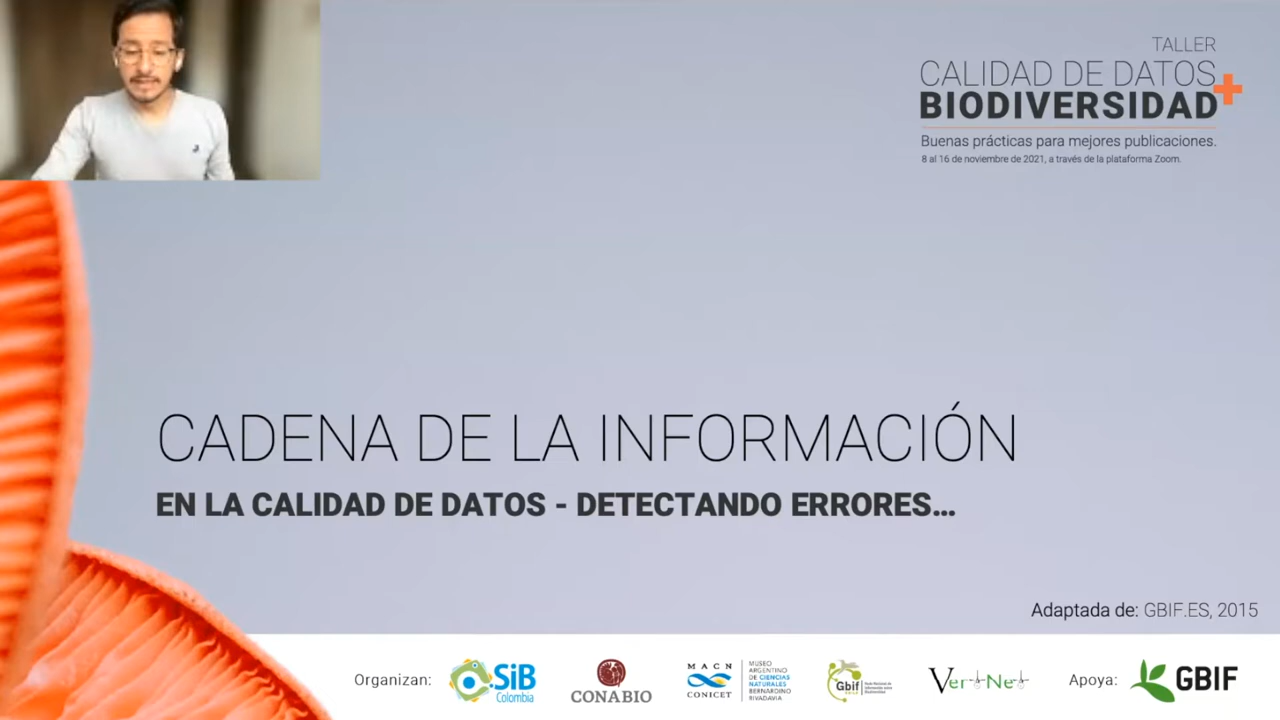 TALLER
CALIDAD DE DATOS
BIODIVERSIDAD+
Buenas prácticas para mejores publicaciones.
8 al 16 de noviembre de 2021, a través de la plataforma Zoom.
CADENA DE LA INFORMACIÓN
EN LA CALIDAD DE DATOS - DETECTANDO ERRORES...
Adaptada de: GBIF.ES, 2015
Organizan:
SiB
Colombia
CONABIO
MACN
CONICET
MUSEO
ARGENTINO
DE CIENCIAS
NATURALES
BERNARDINO
RIVADAVIA
Gbif
VertNet
Apoya:
GBIF